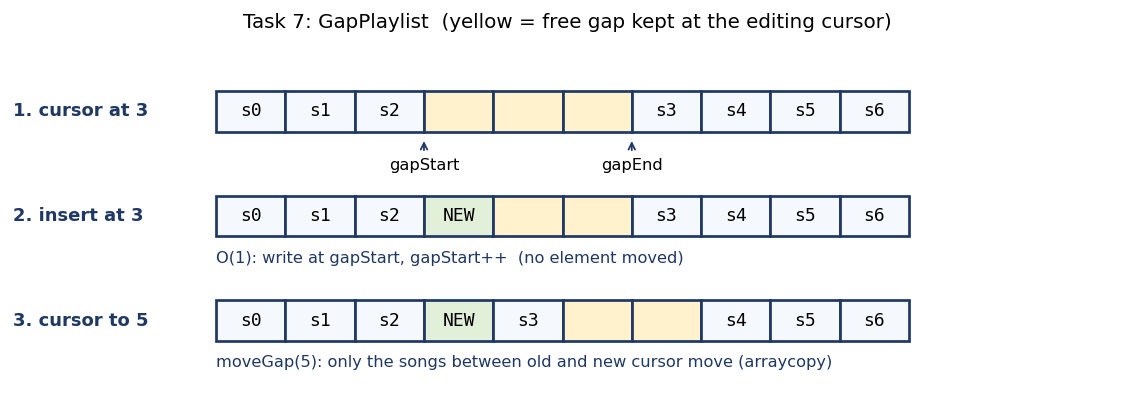 Task 7: GapPlaylist (yellow = free gap kept at the editing cursor)
1. cursor at 3 s0 s1 s2 s3 s4 s5 s6
gapStart gapEnd
2. insert at 3 s0 s1 s2 NEW s3 s4 s5 s6
O(1): write at gapStart, gapStart++ (no element moved)
3. cursor to 5 s0 s1 s2 NEW s3 s4 s5 s6
moveGap(5): only the songs between old and new cursor move (arraycopy)